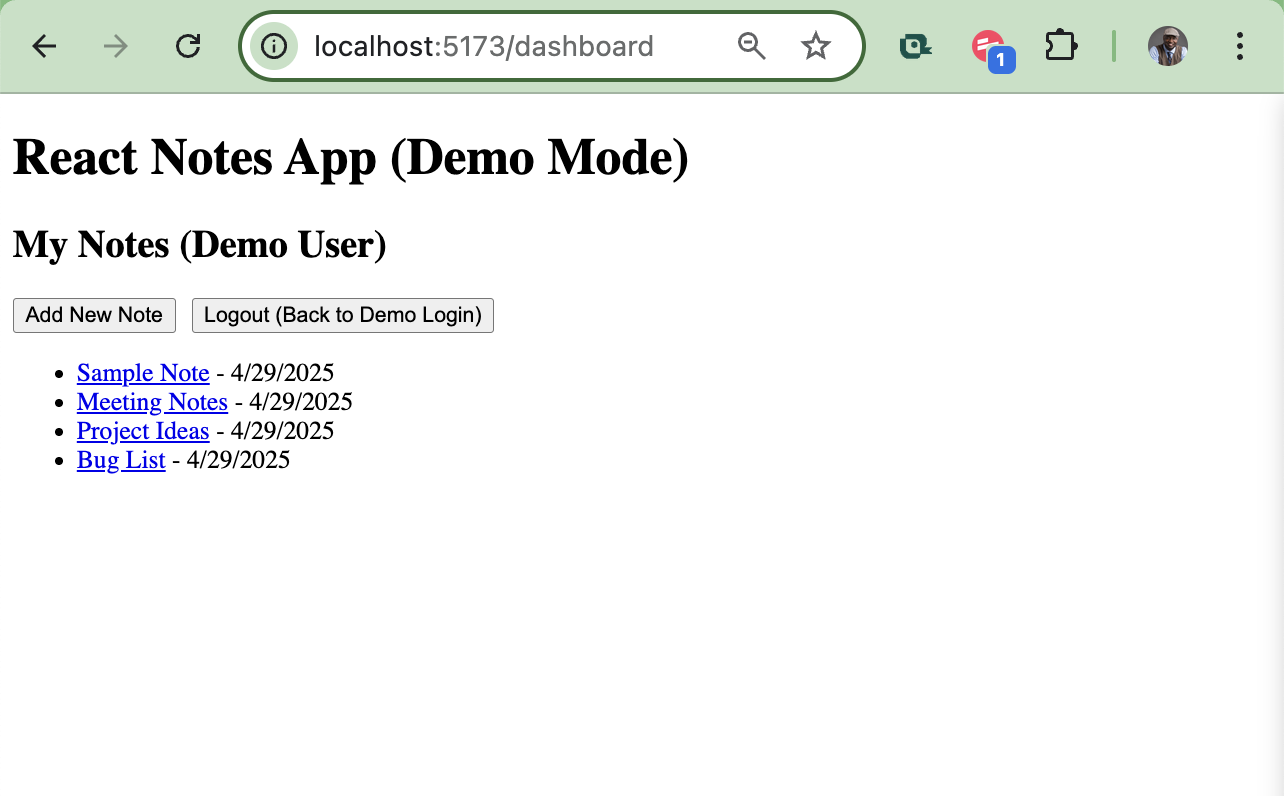 localhost:5173/dashboard
1
React Notes App (Demo Mode)
My Notes (Demo User)
Add New Note Logout (Back to Demo Login)
Sample Note - 4/29/2025
Meeting Notes - 4/29/2025
Project Ideas - 4/29/2025
Bug List - 4/29/2025